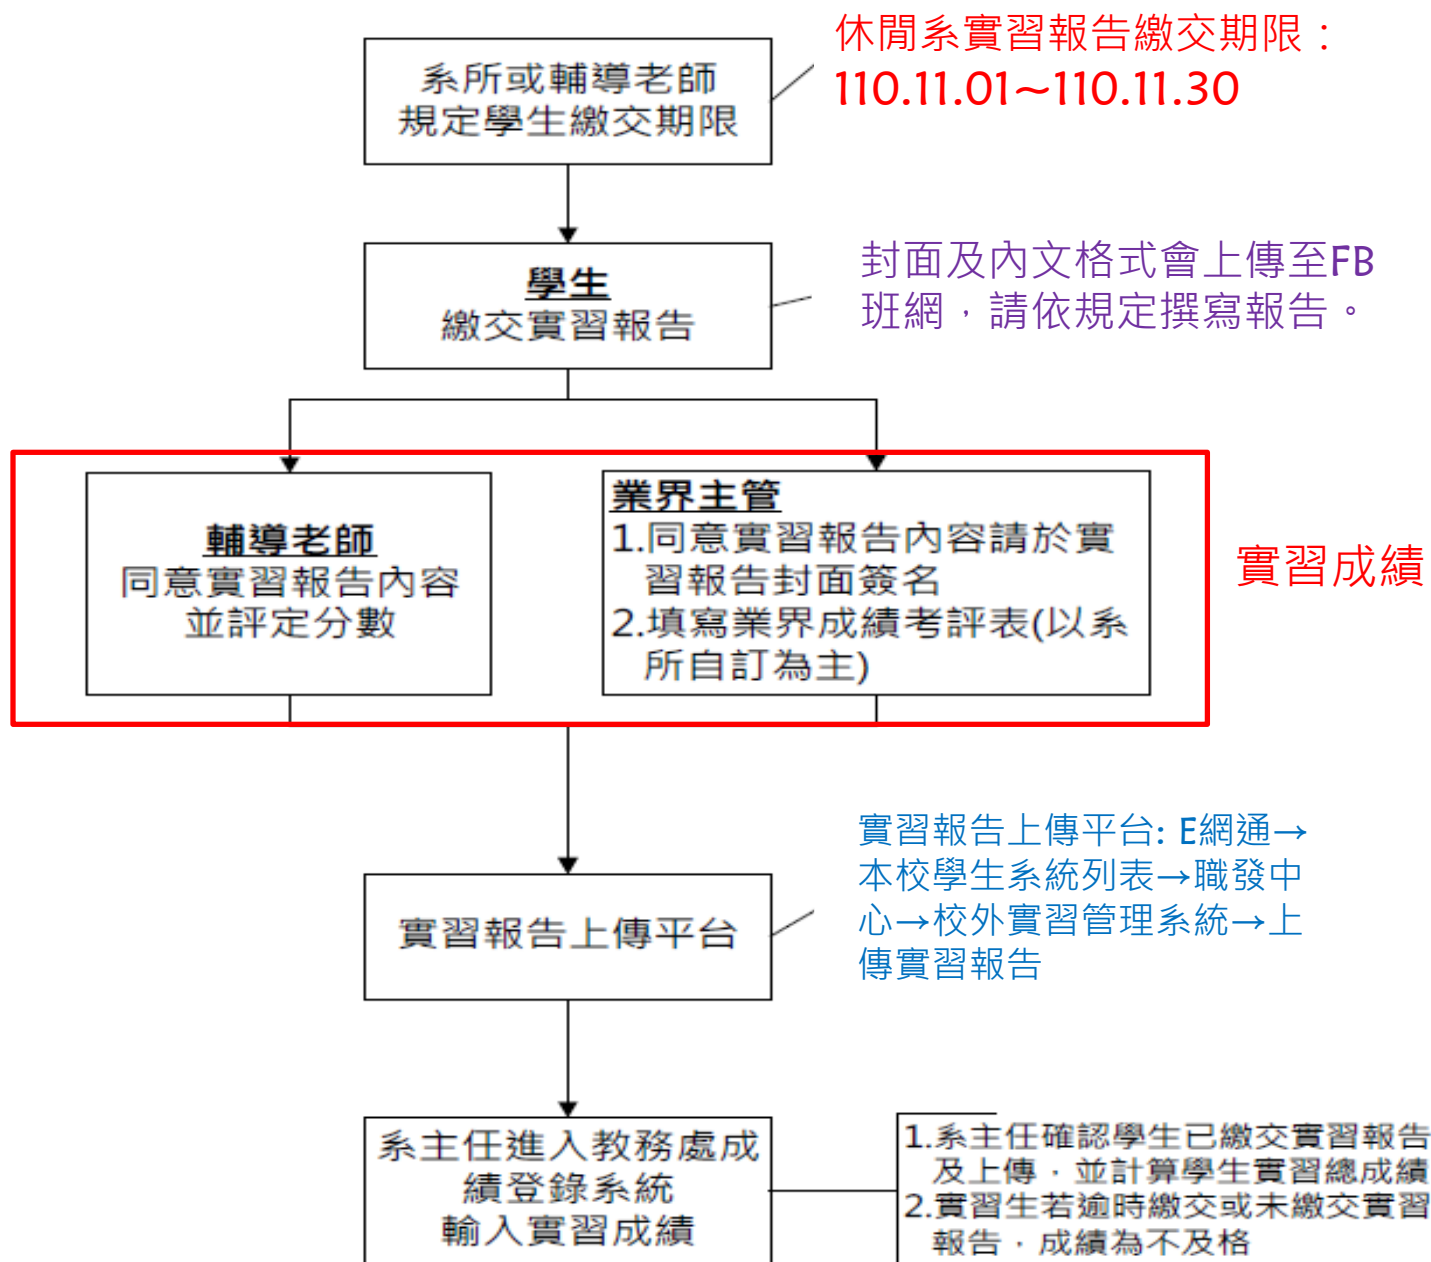 休閒系實習報告繳交期限：
110.11.01~110.11.30
系所或輔導老師
規定學生繳交期限
學生
繳交實習報告
封面及內文格式會上傳至FB
班網，請依規定撰寫報告。
輔導老師
同意實習報告內容
並評定分數
業界主管
1.同意實習報告內容請於實
習報告封面簽名
2.填寫業界成績考評表(以系
所自訂為主)
實習成績
實習報告上傳平台
實習報告上傳平台: E網通→
本校學生系統列表→職發中
心→校外實習管理系統→上
傳實習報告
系主任進入教務處成
績登錄系統
輸入實習成績
1.系主任確認學生已繳交實習報告
及上傳，並計算學生實習總成績
2.實習生若逾時繳交或未繳交實習
報告，成績為不及格